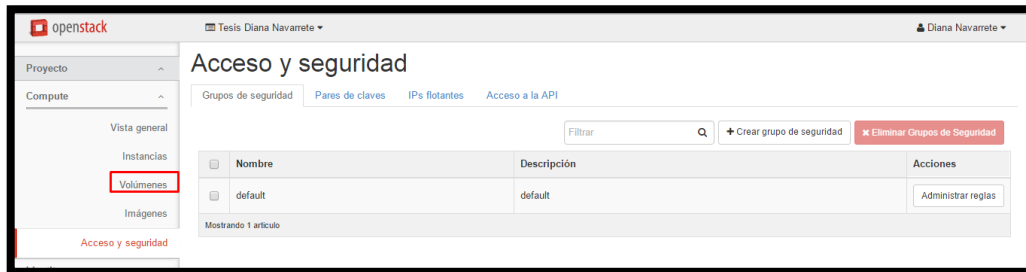 openstack
Tesis Diana Navarrete
Diana Navarrete
Proyecto
Compute
Vista general
Instancias
Volúmenes
Imágenes
Acceso y seguridad
Acceso y seguridad
Grupos de seguridad Pares de claves IPs flotantes Acceso a la API
Filtrar + Crear grupo de seguridad ✖ Eliminar Grupos de Seguridad
Nombre Descripción Acciones
default default Administrar reglas
Mostrando 1 artículo